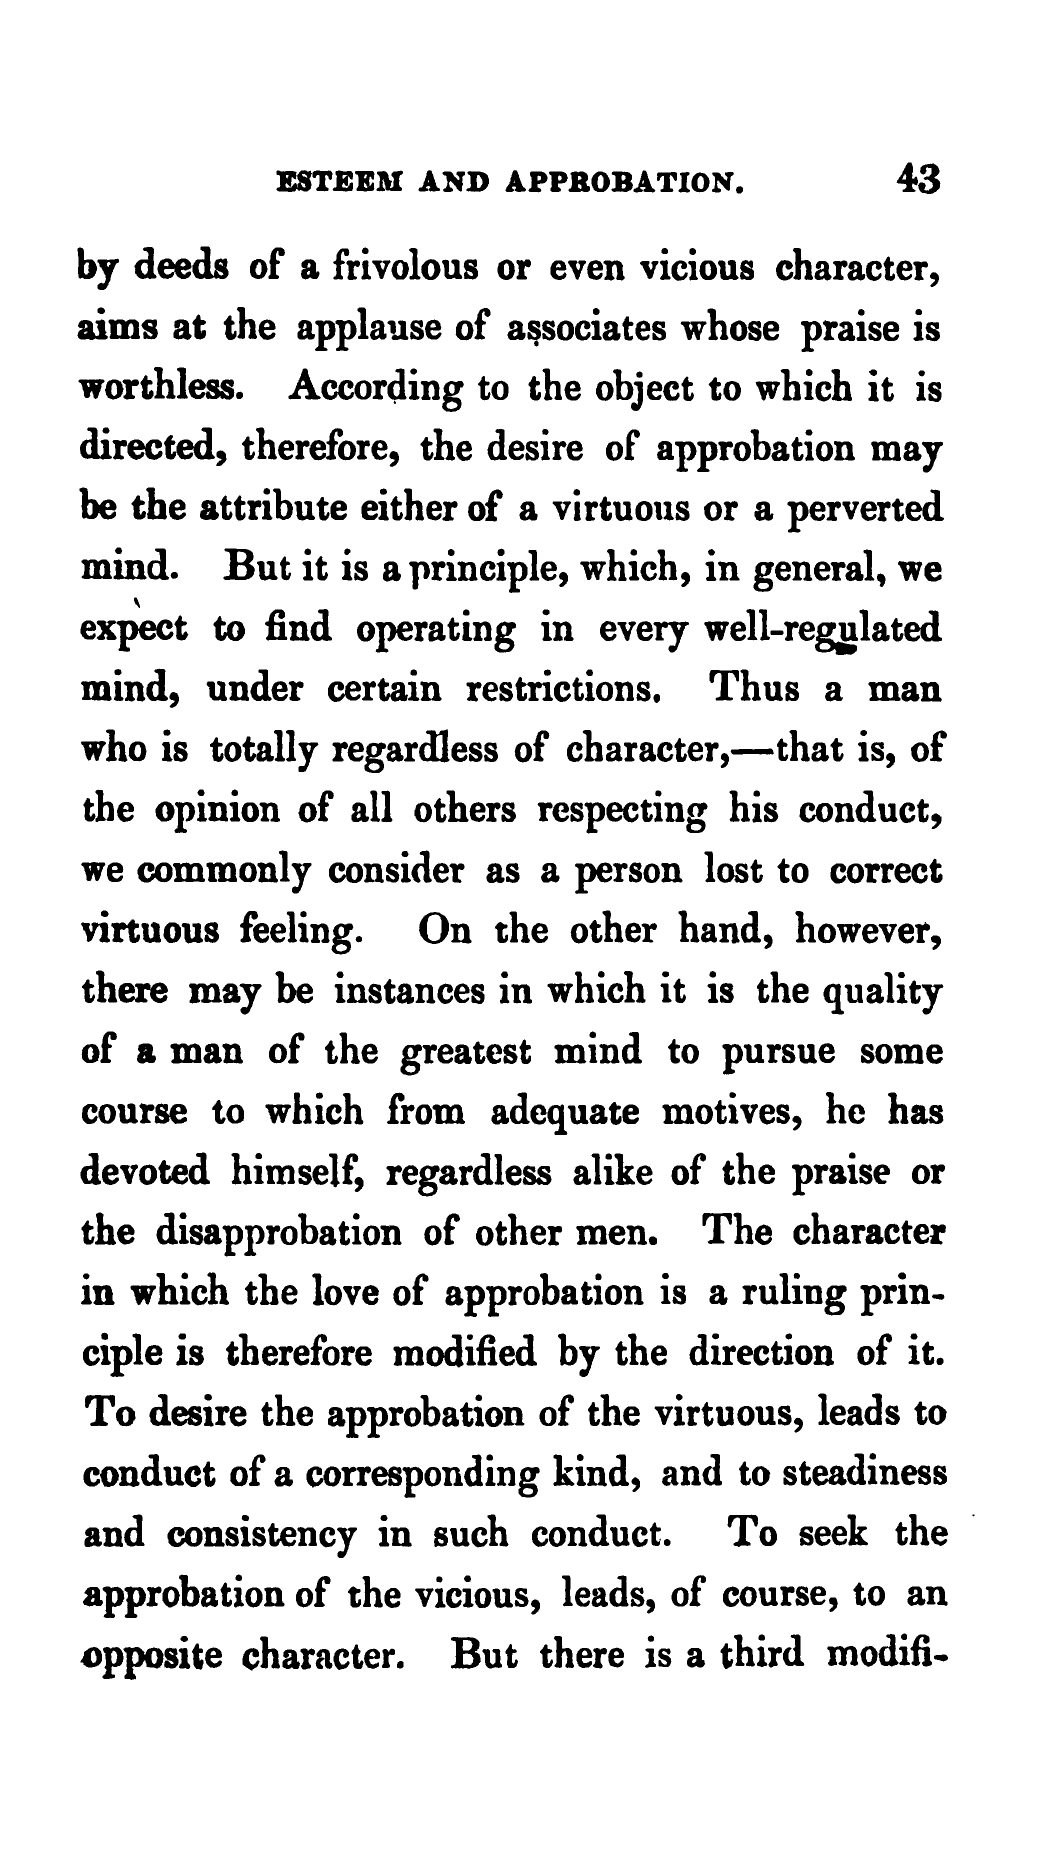 ESTEEM AND APPROBATION. 43
by deeds of a frivolous or even vicious character,
aims at the applause of associates whose praise is
worthless. According to the object to which it is
directed, therefore, the desire of approbation may
be the attribute either of a virtuous or a perverted
mind. But it is a principle, which, in general, we
expect to find operating in every well-regulated
mind, under certain restrictions. Thus a man
who is totally regardless of character,—that is, of
the opinion of all others respecting his conduct,
we commonly consider as a person lost to correct
virtuous feeling. On the other hand, however,
there may be instances in which it is the quality
of a man of the greatest mind to pursue some
course to which from adequate motives, he has
devoted himself, regardless alike of the praise or
the disapprobation of other men. The character
in which the love of approbation is a ruling prin-
ciple is therefore modified by the direction of it.
To desire the approbation of the virtuous, leads to
conduct of a corresponding kind, and to steadiness
and consistency in such conduct. To seek the
approbation of the vicious, leads, of course, to an
opposite character. But there is a third modifi-